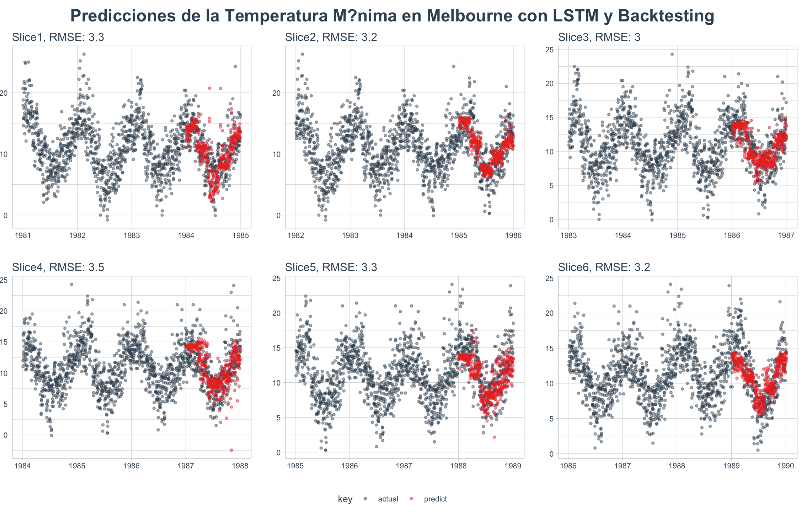 Predicciones de la Temperatura M?nima en Melbourne con LSTM y Backtesting
Slice1, RMSE: 3.3
20
10
0
1981 1982 1983 1984 1985
Slice2, RMSE: 3.2
20
10
0
1982 1983 1984 1985 1986
Slice3, RMSE: 3
25
20
15
10
5
0
1983 1984 1985 1986 1987
Slice4, RMSE: 3.5
25
20
15
10
5
0
1984 1985 1986 1987 1988
Slice5, RMSE: 3.3
25
20
15
10
5
0
1985 1986 1987 1988 1989
Slice6, RMSE: 3.2
25
20
15
10
5
0
1986 1987 1988 1989 1990
key actual predict